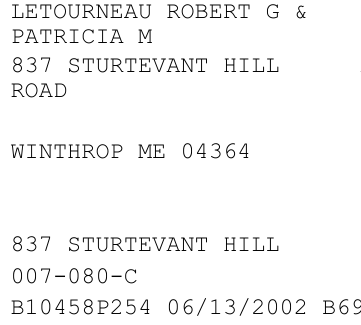 LETOURNEAU ROBERT G &
PATRICIA M
837 STURTEVANT HILL
ROAD
WINTHROP ME 04364
837 STURTEVANT HILL
007-080-C
B10458P254 06/13/2002 B69